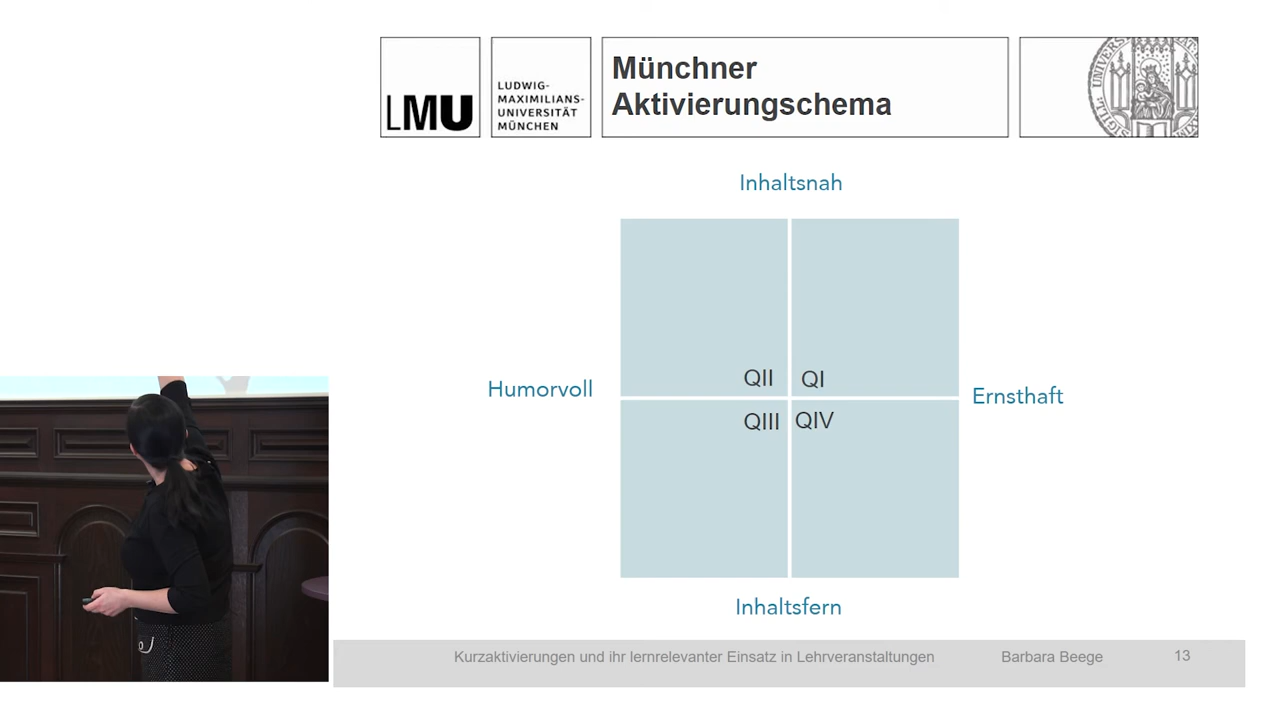 LMU
LUDWIG-
MAXIMILIANS-
UNIVERSITÄT
MÜNCHEN
Münchner
Aktivierungschema
Inhaltsnah
QII
QI
Humorvoll
Ernsthaft
QIII
QIV
Inhaltsfern
Kurzaktivierungen und ihr lernrelevanter Einsatz in Lehrveranstaltungen
Barbara Beege
13